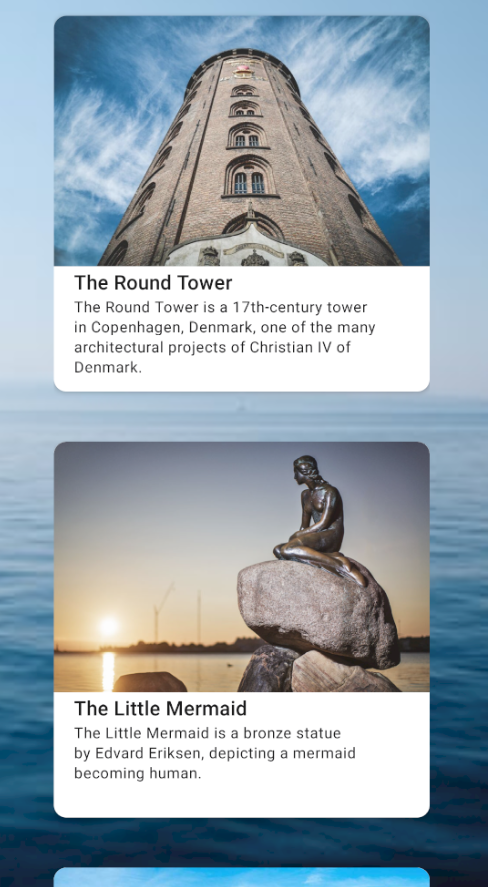 The Round Tower
The Round Tower is a 17th-century tower
in Copenhagen, Denmark, one of the many
architectural projects of Christian IV of
Denmark.
The Little Mermaid
The Little Mermaid is a bronze statue
by Edvard Eriksen, depicting a mermaid
becoming human.